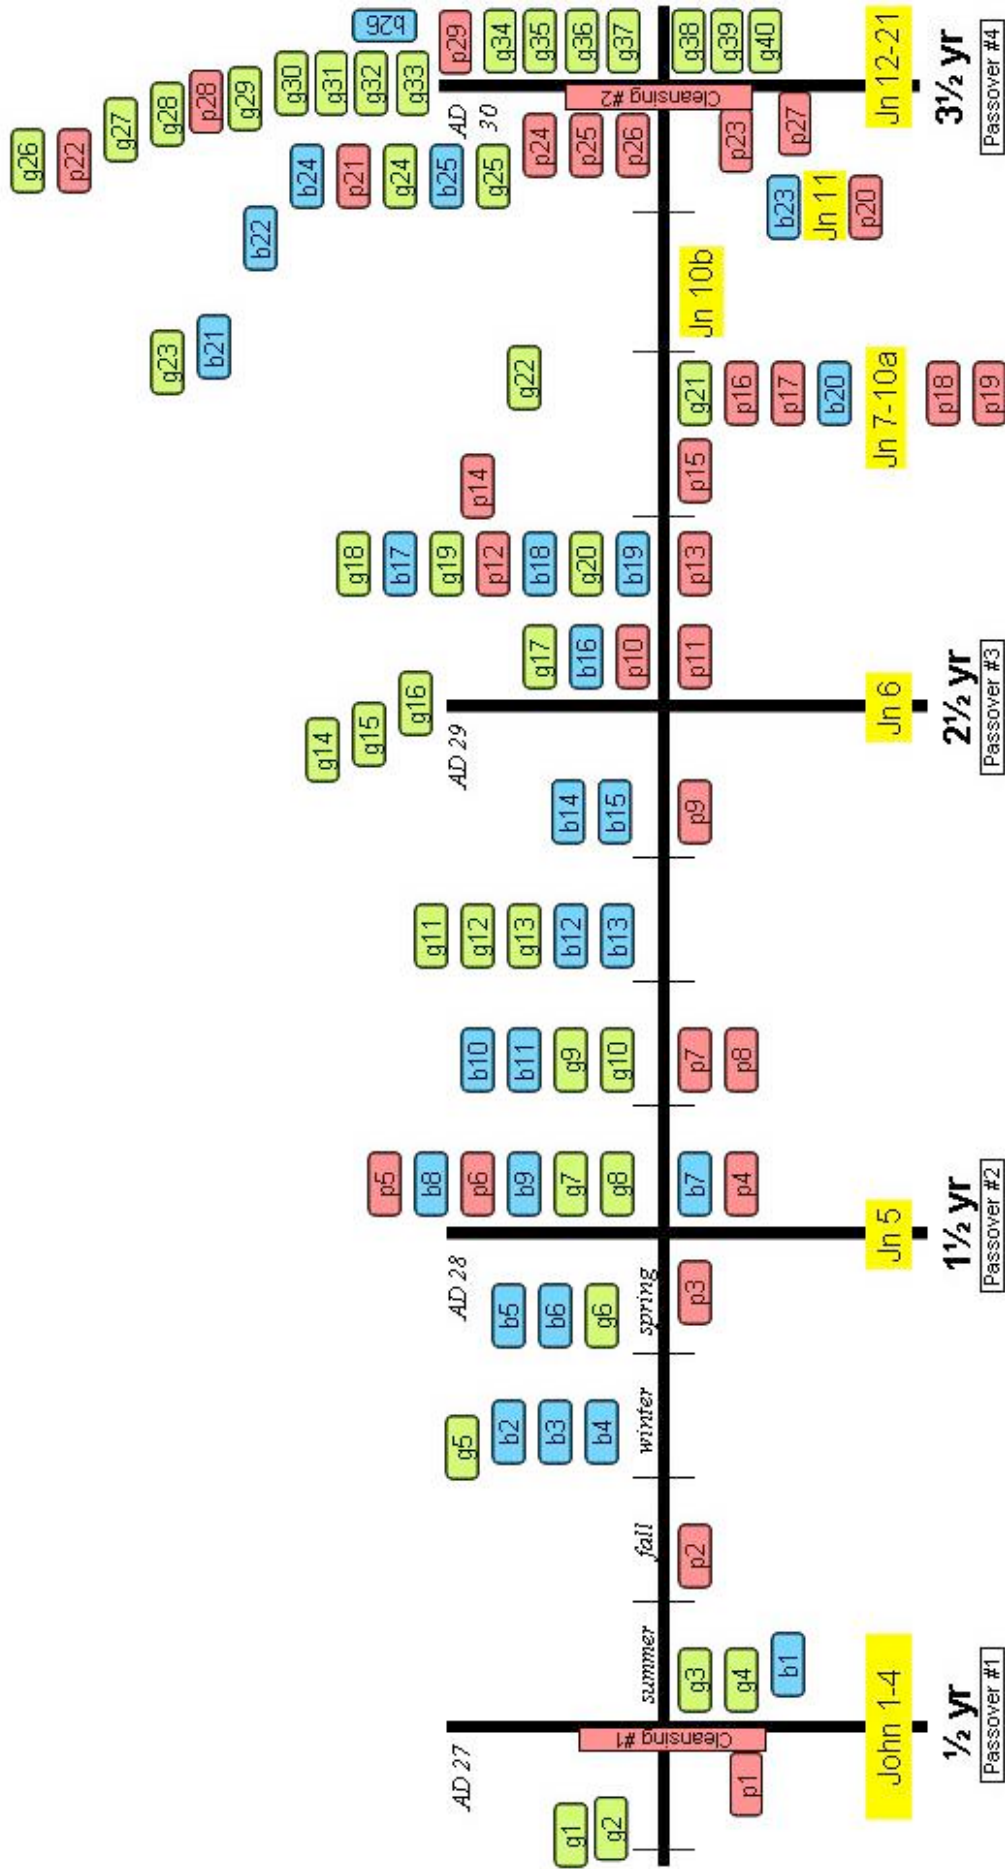 AD 27
g1
g2
p1
Cleansing #1
John 1-4
½ yr
Passover #1
summer
g3
g4
b1
fall
p2
winter
g5
b2
b3
b4
spring
b5
b6
g6
p3
AD 28
Jn 5
1½ yr
Passover #2
p5
b8
p6
b9
g7
g8
b7
p4
b10
b11
g9
g10
p7
p8
g11
g12
g13
b12
b13
b14
b15
p9
g14
g15
g16
AD 29
Jn 6
2½ yr
Passover #3
g17
b16
p10
p11
g18
b17
g19
p12
b18
g20
b19
p13
p14
p15
g22
g21
p16
p17
b20
Jn 7-10a
p18
p19
g23
b21
Jn 10b
b22
b24
p21
g24
b25
g25
b23
Jn 11
p20
g26
p22
g27
g28
p28
g29
g30
g31
g32
g33
AD
30
p24
p25
p26
p23
p27
Cleansing #2
b26
p29
g34
g35
g36
g37
g38
g39
g40
Jn 12-21
3½ yr
Passover #4